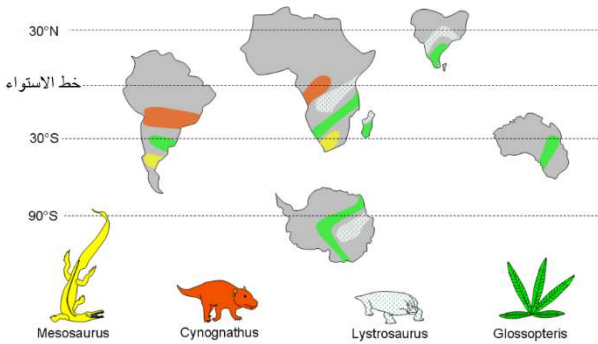 30°N
خط الاستواء
30°S
90°S
Mesosaurus
Cynognathus
Lystrosaurus
Glossopteris